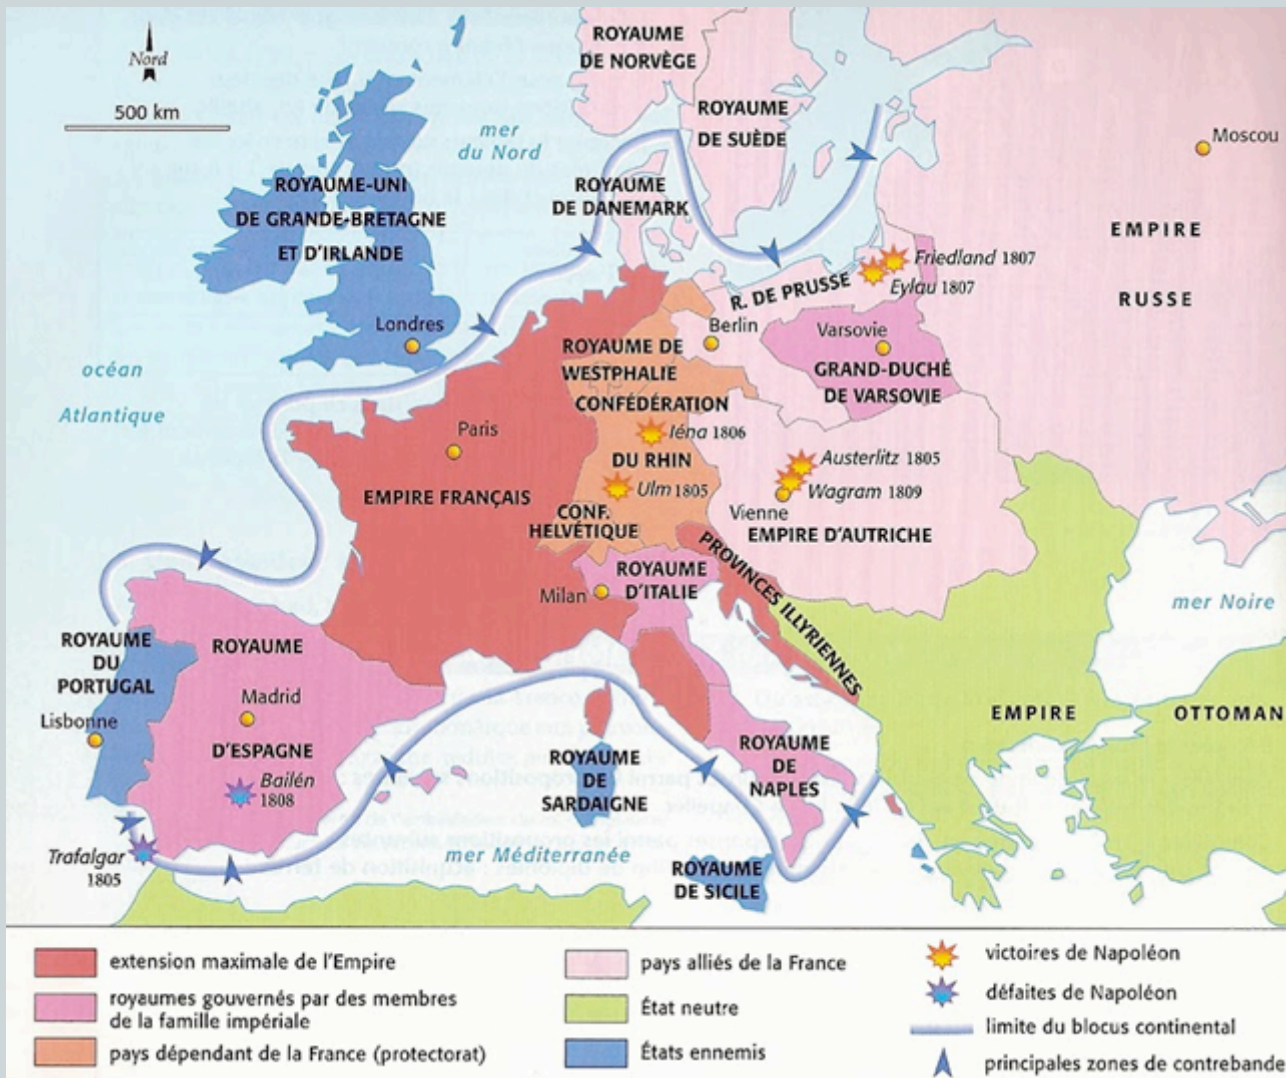 Nord
500 km
mer
du Nord
océan
Atlantique
ROYAUME
DE NORVÈGE
ROYAUME
DE SUÈDE
Moscou
ROYAUME-UNI
DE GRANDE-BRETAGNE
ET D'IRLANDE
ROYAUME
DE DANEMARK
EMPIRE
RUSSE
Friedland 1807
Eylau 1807
R. DE PRUSSE
Londres
Berlin
Varsovie
GRAND-DUCHÉ
DE VARSOVIE
ROYAUME DE
WESTPHALIE
CONFÉDÉRATION
Iéna 1806
DU RHIN
Ulm 1805
Paris
EMPIRE FRANÇAIS
CONF.
HELVÉTIQUE
Austerlitz 1805
Wagram 1809
Vienne
EMPIRE D'AUTRICHE
PROVINCES ILLYRIENNES
ROYAUME
D'ITALIE
Milan
mer Noire
ROYAUME
DU
PORTUGAL
Lisbonne
ROYAUME
Madrid
D'ESPAGNE
Bailén
1808
Trafalgar
1805
ROYAUME
DE
SARDAIGNE
ROYAUME
DE
NAPLES
EMPIRE
OTTOMAN
mer Méditerranée
ROYAUME
DE SICILE
extension maximale de l'Empire
royaumes gouvernés par des membres
de la famille impériale
pays dépendant de la France (protectorat)
pays alliés de la France
État neutre
États ennemis
victoires de Napoléon
défaites de Napoléon
limite du blocus continental
principales zones de contrebande